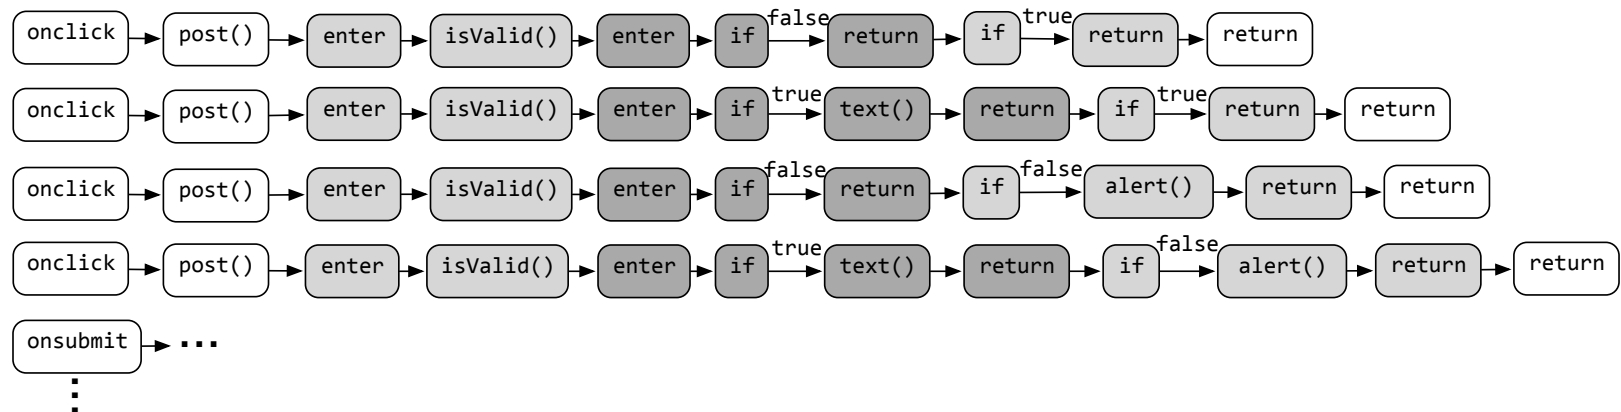 onclick post() enter isValid() enter if false return if true return return
onclick post() enter isValid() enter if true text() return if true return return
onclick post() enter isValid() enter if false return if false alert() return return
onclick post() enter isValid() enter if true text() return if false alert() return return
onsubmit ...